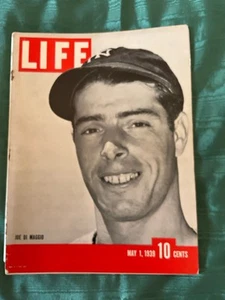 LIFE
JOE DI MAGGIO
MAY 1, 1939 10 CENTS